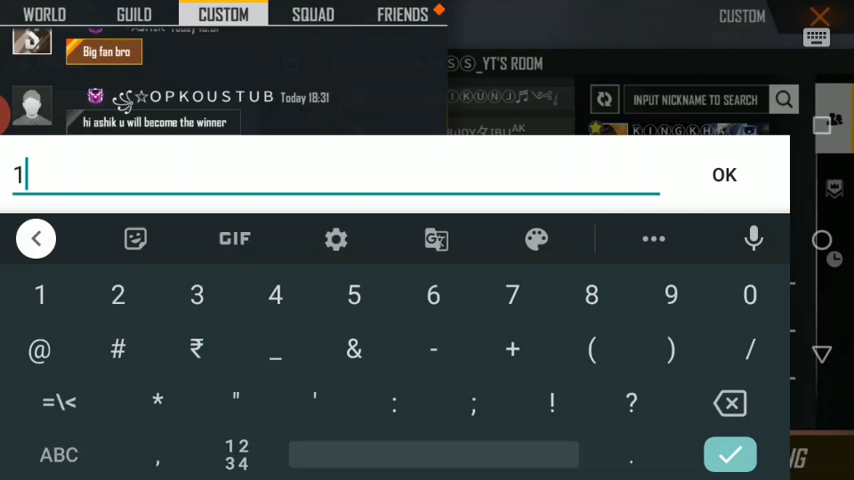 WORLD GUILD CUSTOM SQUAD FRIENDS CUSTOM
Big fan bro
ⓈⓈ_YT'S ROOM
꧁☆O P K O U S T U B Today 18:31
hi ashik u will become the winner
INPUT NICKNAME TO SEARCH
1
OK
GIF
1 2 3 4 5 6 7 8 9 0
@ # ₹ _ & - + ( ) /
=\< * " ' : ; ! ?
ABC , 12 34 .